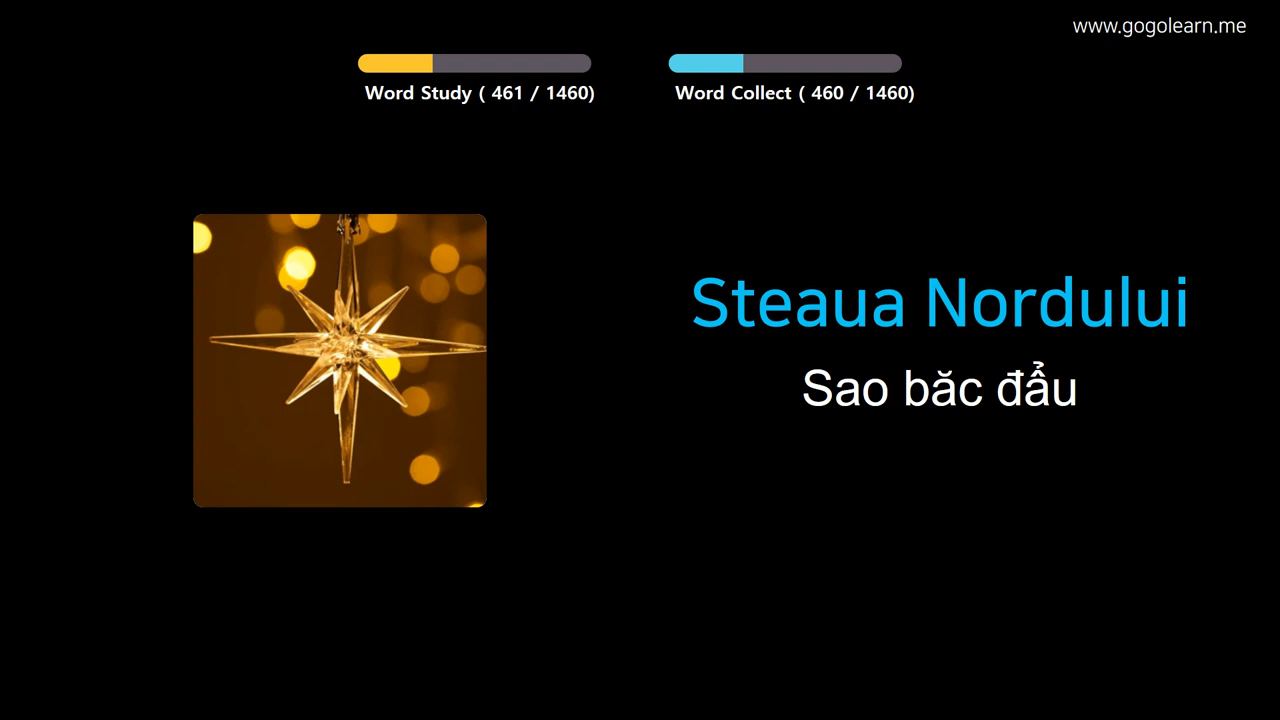 www.gogolearn.me
Word Study ( 461 / 1460)
Word Collect ( 460 / 1460)
Steaua Nordului
Sao băc đẩu